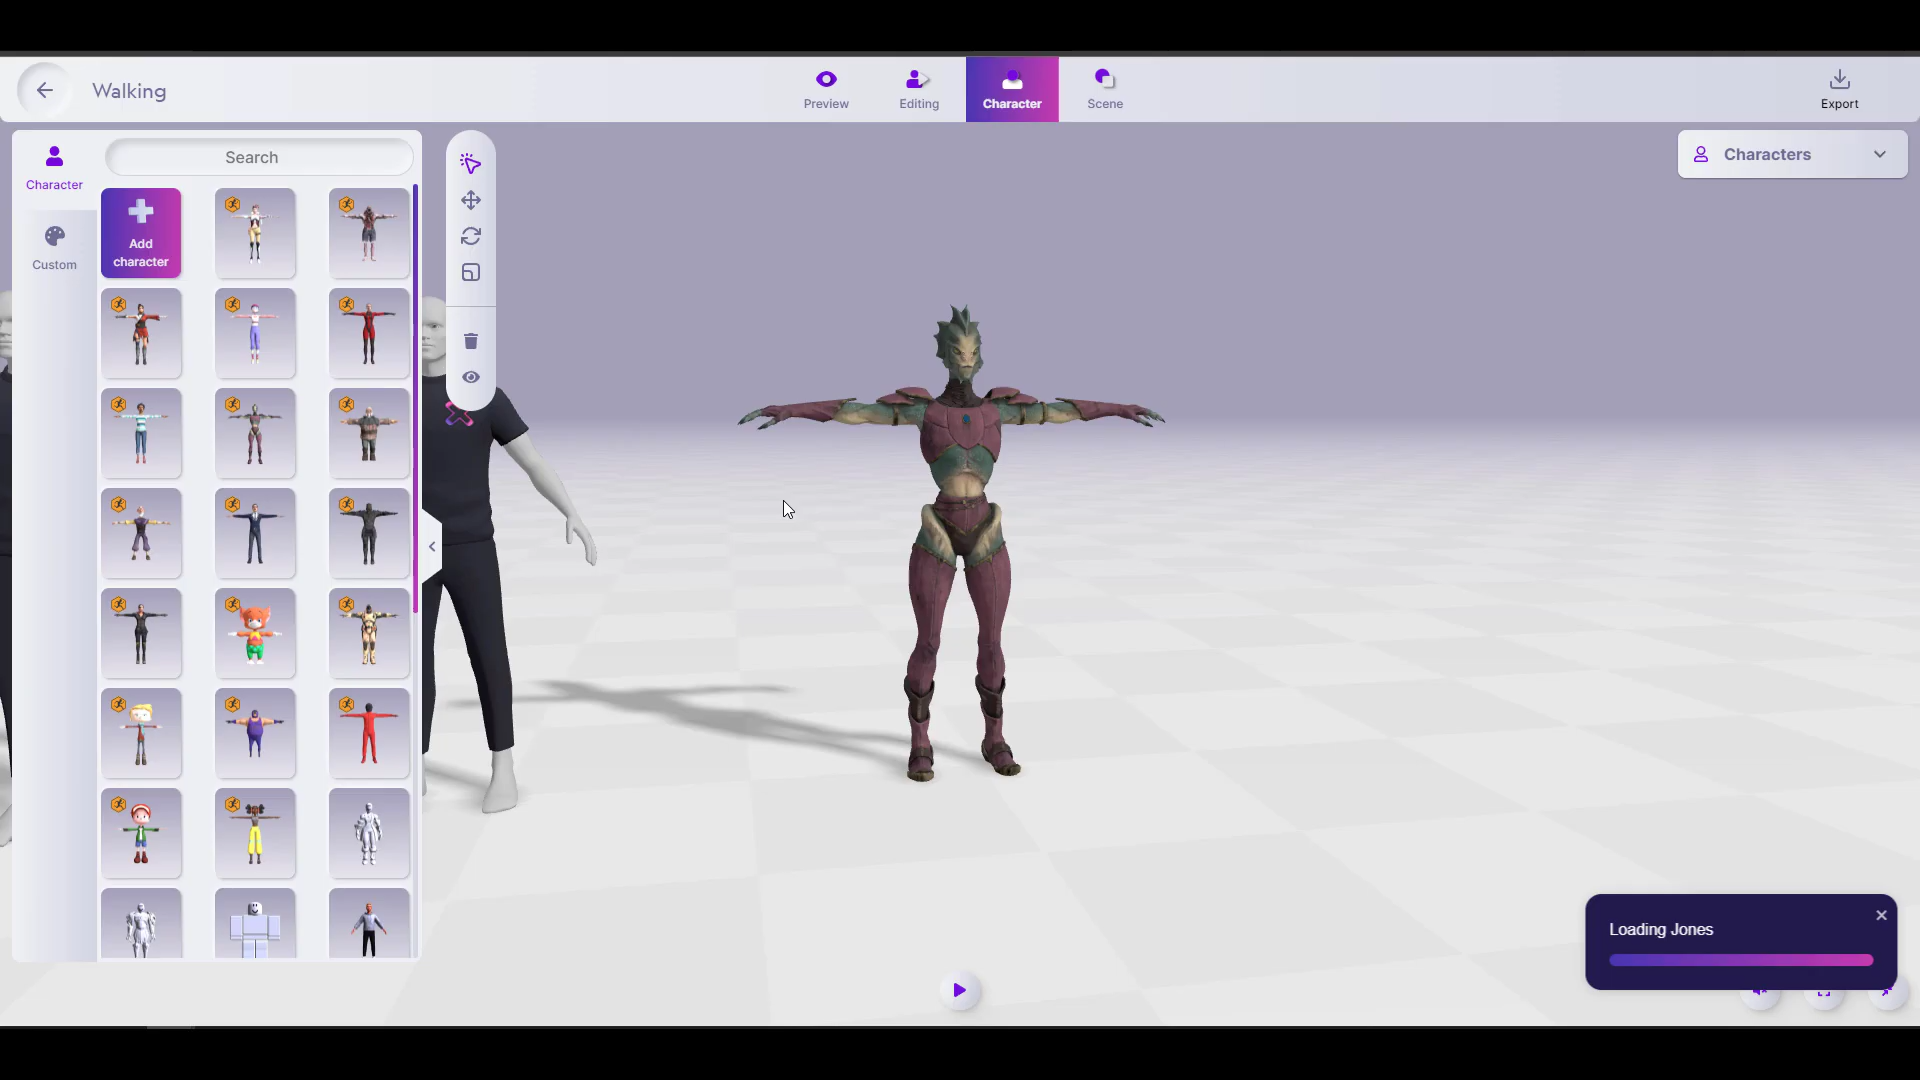 Walking
Preview
Editing
Character
Scene
Export
Character
Search
Characters
Add
character
Custom
Loading Jones